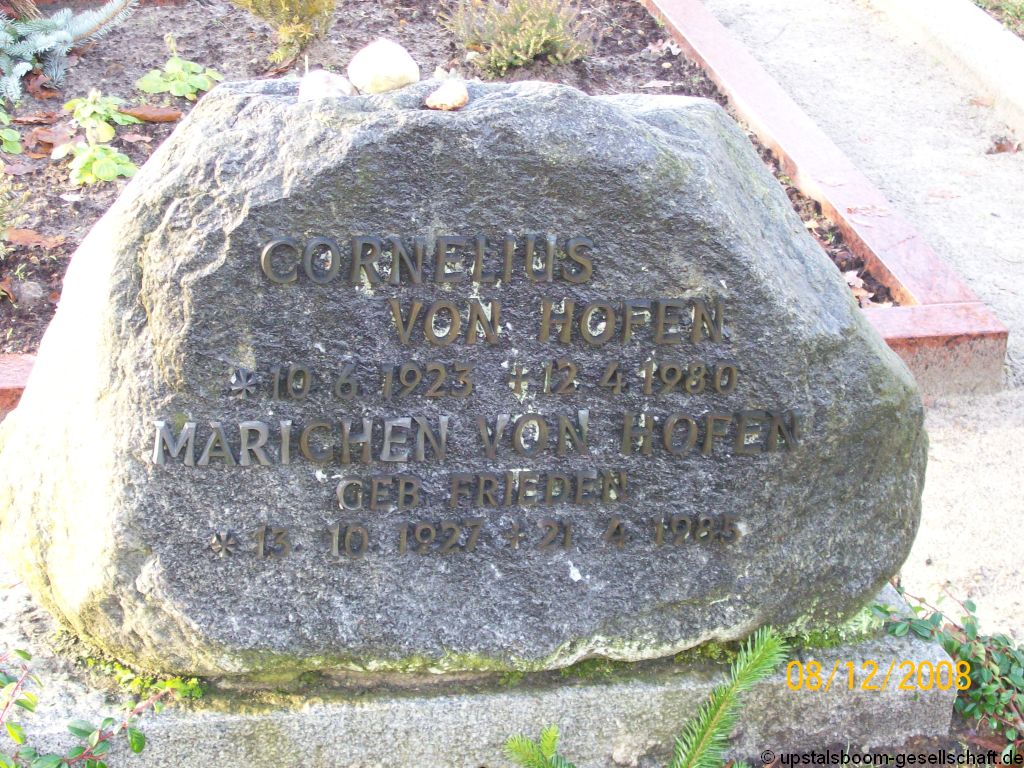 CORNELIUS
VON HOFEN
* 10 6 1923 + 12 4 1980
MARICHEN VON HOFEN
GEB FRIEDEN
* 13 10 1927 + 21 4 1985
08/12/2008
© upstalsboom-gesellschaft.de